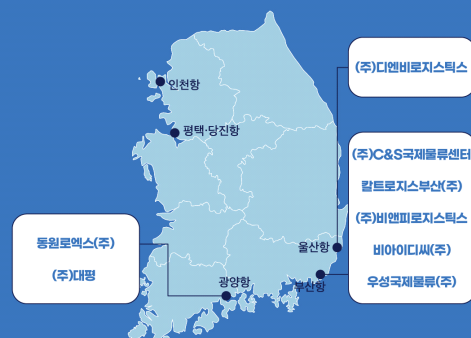 (주)디엔비로지스틱스
인천항
평택·당진항
(주)C&S국제물류센터
칼트로지스부산(주)
(주)비앤피로지스틱스
비아이디씨(주)
우성국제물류(주)
동원로엑스(주)
(주)대평
울산항
광양항
부산항